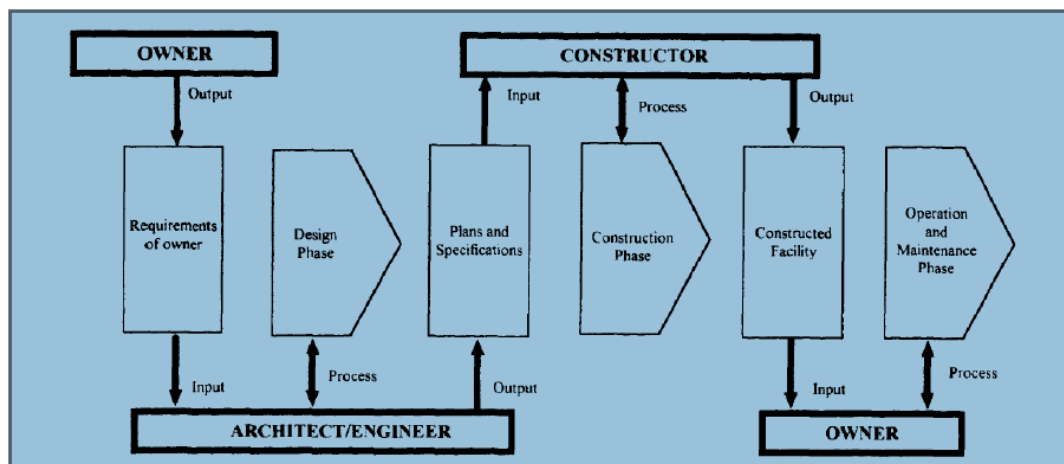 OWNER
CONSTRUCTOR
Output
Input
Process
Output
Requirements
of owner
Design
Phase
Plans and
Specifications
Construction
Phase
Constructed
Facility
Operation
and
Maintenance
Phase
Input
Process
Output
Input
Process
ARCHITECT/ENGINEER
OWNER